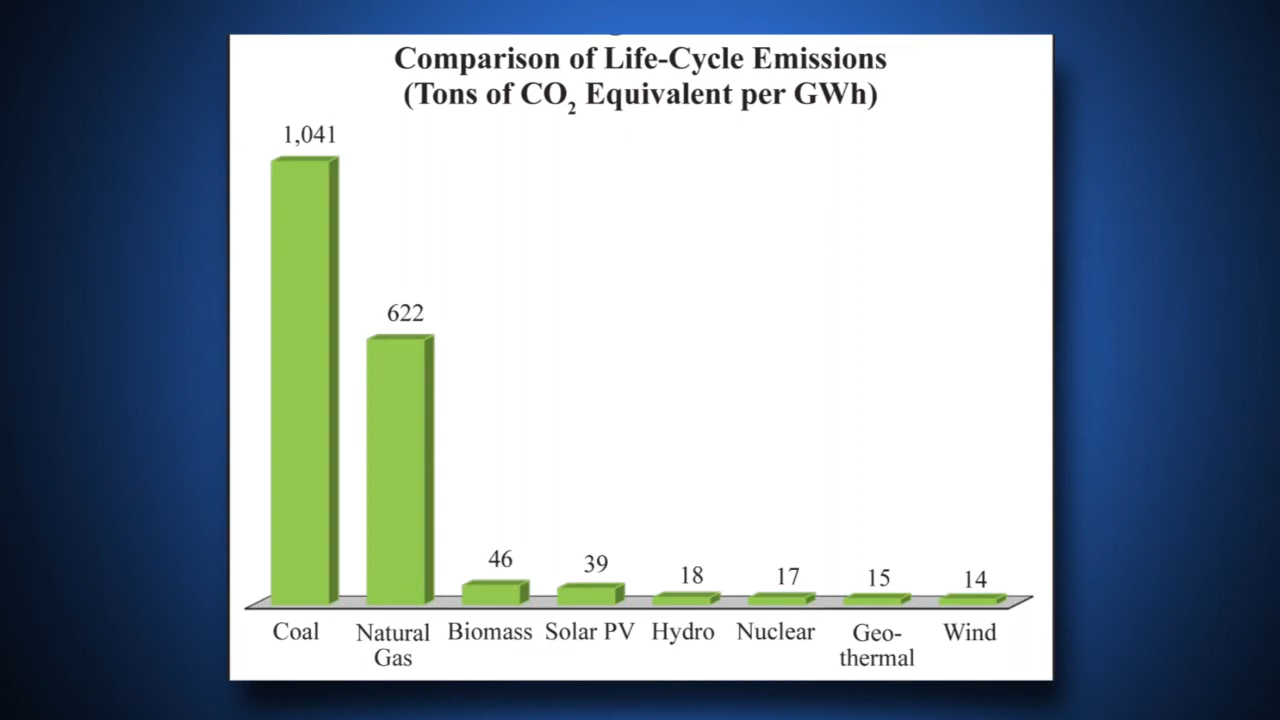 Comparison of Life-Cycle Emissions
(Tons of CO₂ Equivalent per GWh)
1,041
622
46
39
18
17
15
14
Coal
Natural
Gas
Biomass
Solar PV
Hydro
Nuclear
Geo-
thermal
Wind